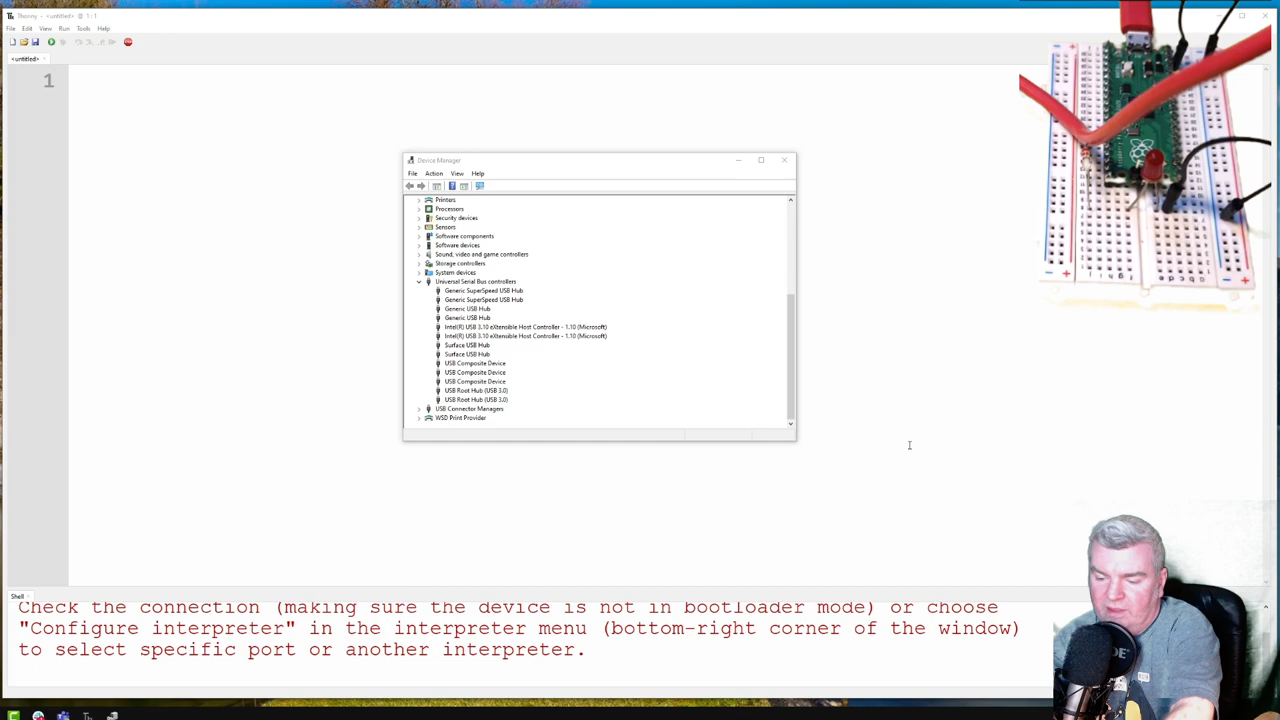 Thonny - <untitled> @ 1:1
File Edit View Run Tools Help
<untitled>
1
Device Manager
File Action View Help
Printers
Processors
Security devices
Sensors
Software components
Software devices
Sound, video and game controllers
Storage controllers
System devices
Universal Serial Bus controllers
Generic SuperSpeed USB Hub
Generic SuperSpeed USB Hub
Generic USB Hub
Generic USB Hub
Intel(R) USB 3.10 eXtensible Host Controller - 1.10 (Microsoft)
Intel(R) USB 3.10 eXtensible Host Controller - 1.10 (Microsoft)
Surface USB Hub
Surface USB Hub
USB Composite Device
USB Composite Device
USB Composite Device
USB Root Hub (USB 3.0)
USB Root Hub (USB 3.0)
USB Connector Managers
WSD Print Provider
Shell
Check the connection (making sure the device is not in bootloader mode) or choose
"Configure interpreter" in the interpreter menu (bottom-right corner of the window)
to select specific port or another interpreter.